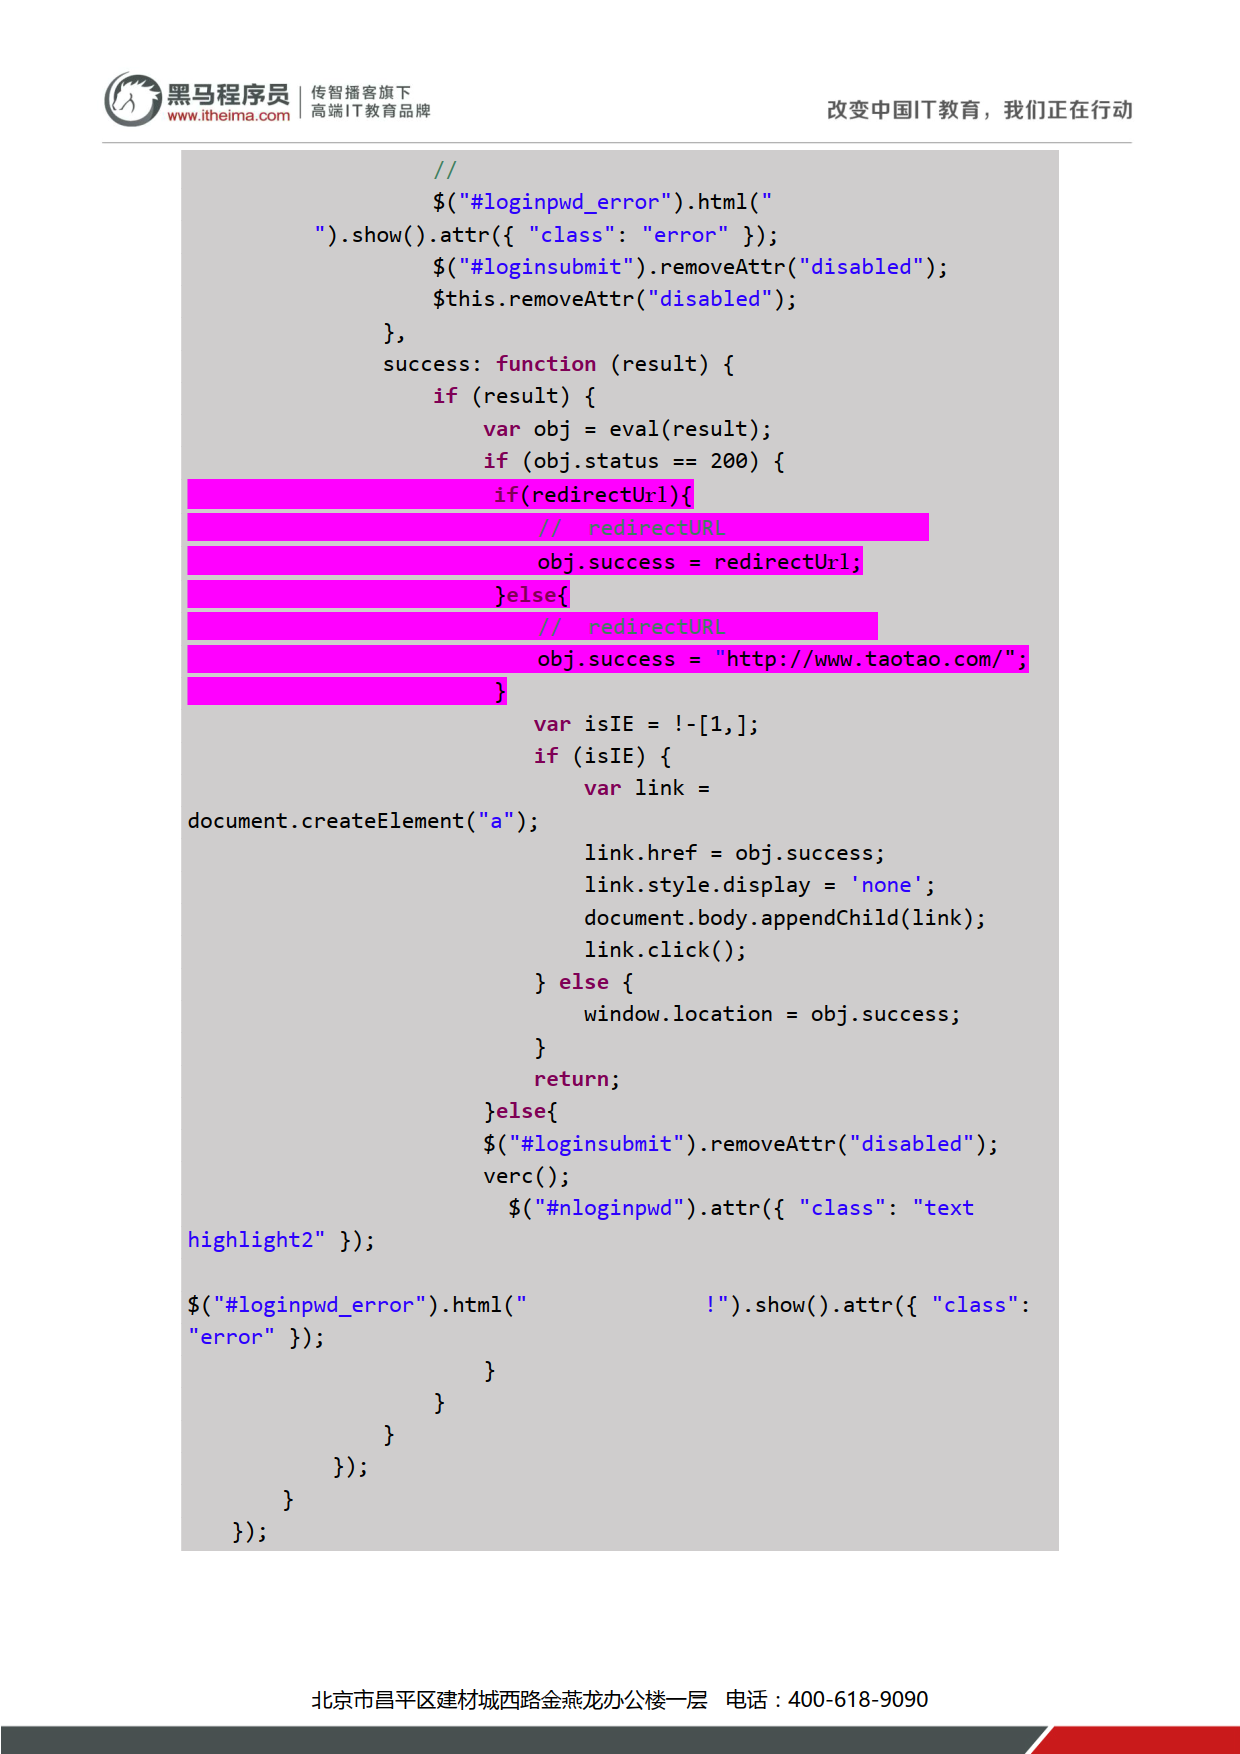 黑马程序员
www.itheima.com
传智播客旗下
高端IT教育品牌
改变中国IT教育，我们正在行动
//
$("#loginpwd_error").html("
").show().attr({ "class": "error" });
$("#loginsubmit").removeAttr("disabled");
$this.removeAttr("disabled");
},
success: function (result) {
if (result) {
var obj = eval(result);
if (obj.status == 200) {
if(redirectUrl){
// redirectURL
obj.success = redirectUrl;
}else{
// redirectURL
obj.success = "http://www.taotao.com/";
}
var isIE = !-[1,];
if (isIE) {
var link =
document.createElement("a");
link.href = obj.success;
link.style.display = 'none';
document.body.appendChild(link);
link.click();
} else {
window.location = obj.success;
}
return;
}else{
$("#loginsubmit").removeAttr("disabled");
verc();
$("#nloginpwd").attr({ "class": "text
highlight2" });
$("#loginpwd_error").html(" !").show().attr({ "class":
"error" });
}
}
}
});
}
});
北京市昌平区建材城西路金燕龙办公楼一层 电话：400-618-9090